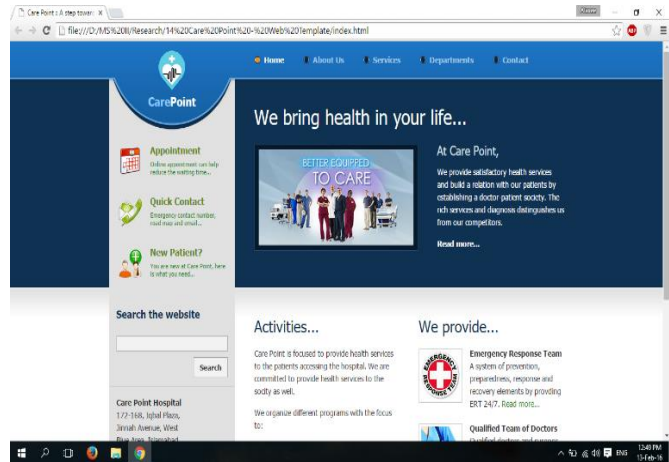 Care Point : A step towar
file:///D:/MS%20II/Research/14%20Care%20Point%20-%20Web%20Template/index.html
Home
About Us
Services
Departments
Contact
CarePoint
Appointment
Online appointment can help
reduce the waiting time...
Quick Contact
Emergency contact number,
road map and email...
New Patient?
You are new at Care Point, here
is what you need...
Search the website
Search
Care Point Hospital
172-168, Iqbal Plaza,
Jinnah Avenue, West
Blue Area, Islamabad
We bring health in your life...
BETTER EQUIPPED
TO CARE
At Care Point,
We provide satisfactory health services
and build a relation with our patients by
establishing a doctor patient society. The
rich services and diagnosis distinguishes us
from our competitors.
Read more...
Activities...
Care Point is focused to provide health services
to the patients accessing the hospital. We are
committed to provide health services to the
socity as well.
We organize different programs with the focus
to:
We provide...
EMERGENCY
RESPONSE TEAM
Emergency Response Team
A system of prevention,
preparedness, response and
recovery elements by providing
ERT 24/7. Read more...
Qualified Team of Doctors
Qualified doctors and nurses
ENG
12:49 PM
13-Feb-16